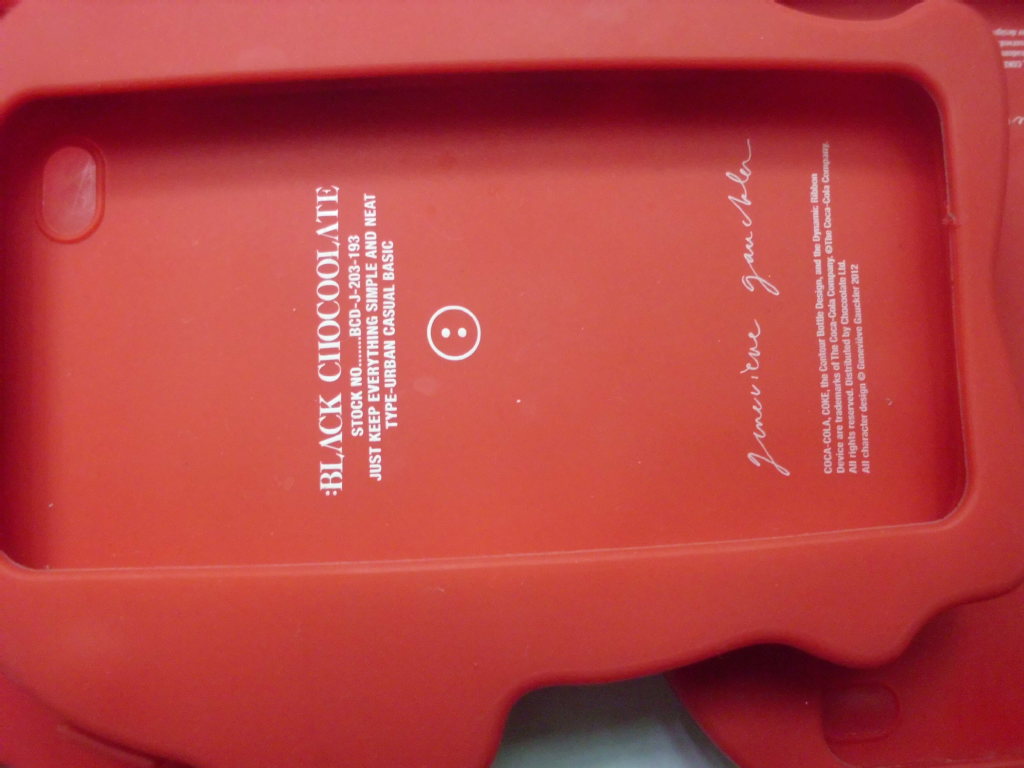 :BLACK CHOCOOLATE
STOCK NO........BCD-J-203-193
JUST KEEP EVERYTHING SIMPLE AND NEAT
TYPE-URBAN CASUAL BASIC
genevieve gauckler
COCA-COLA, COKE, the Contour Bottle Design, and the Dynamic Ribbon
Device are trademarks of The Coca-Cola Company. ©The Coca-Cola Company.
All rights reserved. Distributed by Chocoolate Ltd.
All character design © Geneviève Gauckler 2012